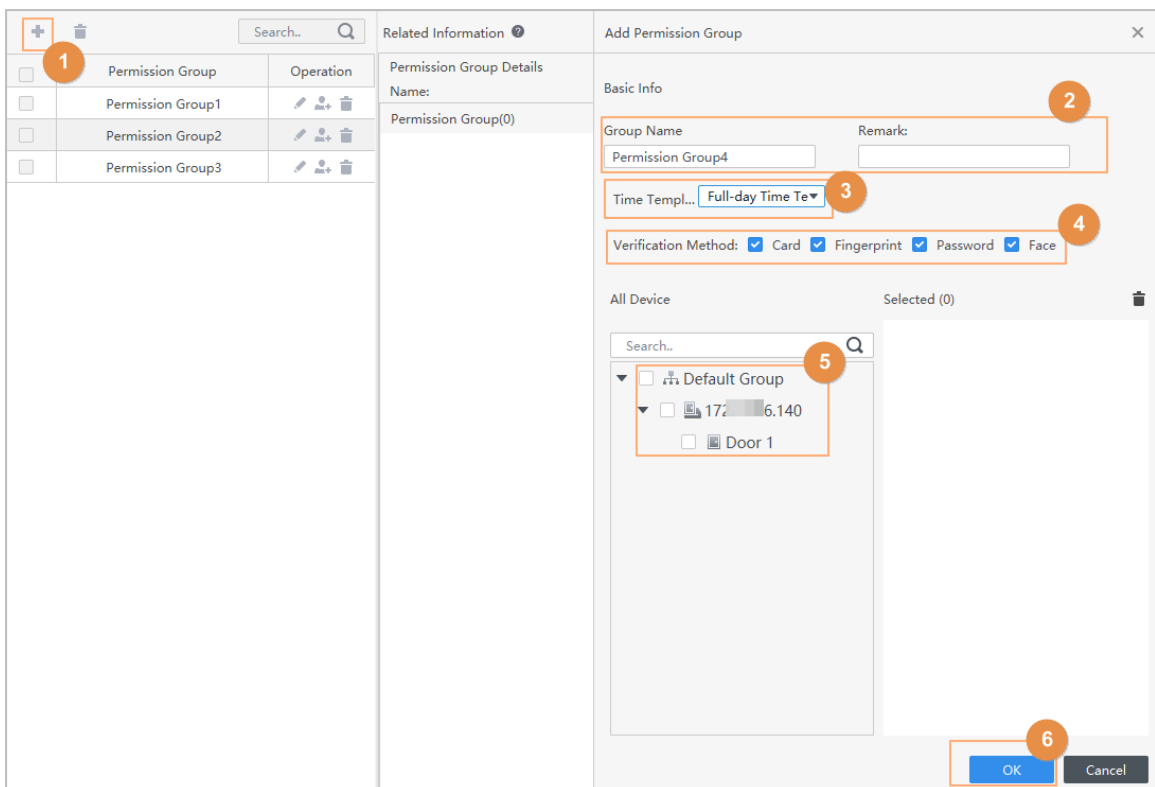 Search..
1
Permission Group
Operation
Permission Group1
Permission Group2
Permission Group3
Related Information ?
Permission Group Details
Name:
Permission Group(0)
Add Permission Group
Basic Info
2
Group Name
Remark:
Permission Group4
Time Templ...
Full-day Time Te
3
4
Verification Method:
Card
Fingerprint
Password
Face
All Device
Selected (0)
Search..
5
Default Group
172 6.140
Door 1
6
OK
Cancel